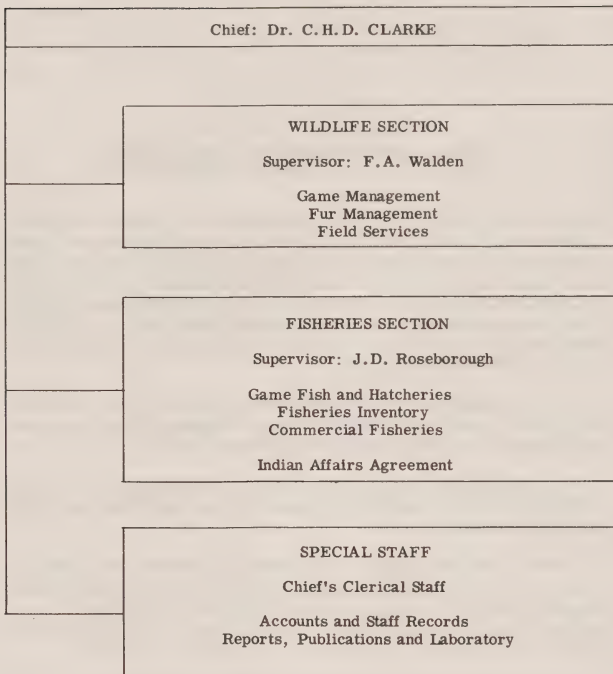 Chief: Dr. C.H.D. CLARKE
WILDLIFE SECTION
Supervisor: F.A. Walden
Game Management
Fur Management
Field Services
FISHERIES SECTION
Supervisor: J.D. Roseborough
Game Fish and Hatcheries
Fisheries Inventory
Commercial Fisheries
Indian Affairs Agreement
SPECIAL STAFF
Chief's Clerical Staff
Accounts and Staff Records
Reports, Publications and Laboratory